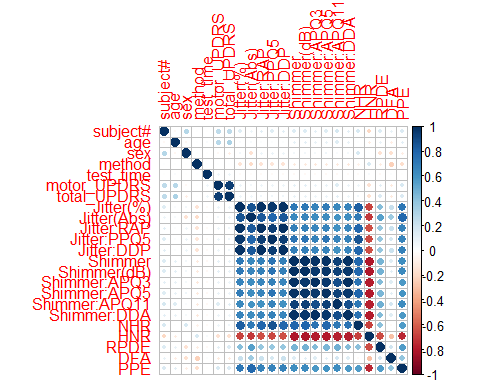 subject#
age
sex
method
test_time
motor_UPDRS
total_UPDRS
Jitter(%)
Jitter(Abs)
Jitter:RAP
Jitter:PPQ5
Jitter:DDP
Shimmer
Shimmer(dB)
Shimmer:APQ3
Shimmer:APQ5
Shimmer:APQ11
Shimmer:DDA
NHR
HNR
RPDE
DFA
PPE
1
0.8
0.6
0.4
0.2
0
-0.2
-0.4
-0.6
-0.8
-1
subject#
age
sex
method
test_time
motor_UPDRS
total_UPDRS
Jitter(%)
Jitter(Abs)
Jitter:RAP
Jitter:PPQ5
Jitter:DDP
Shimmer
Shimmer(dB)
Shimmer:APQ3
Shimmer:APQ5
Shimmer:APQ11
Shimmer:DDA
NHR
HNR
RPDE
DFA
PPE